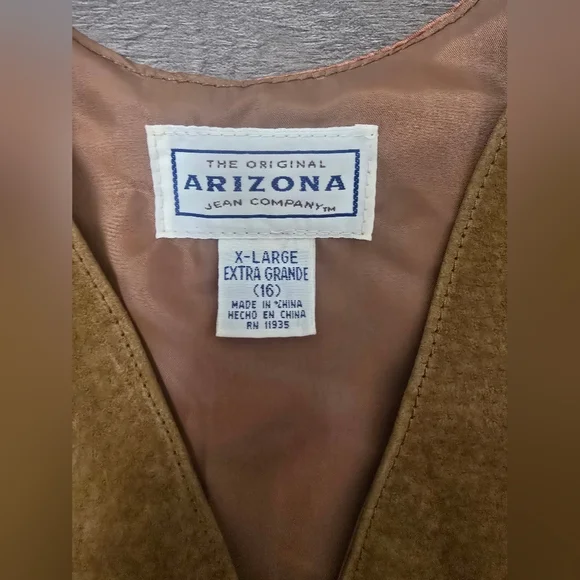 THE ORIGINAL
ARIZONA
JEAN COMPANY™
X-LARGE
EXTRA GRANDE
(16)
MADE IN CHINA
HECHO EN CHINA
RN 11935